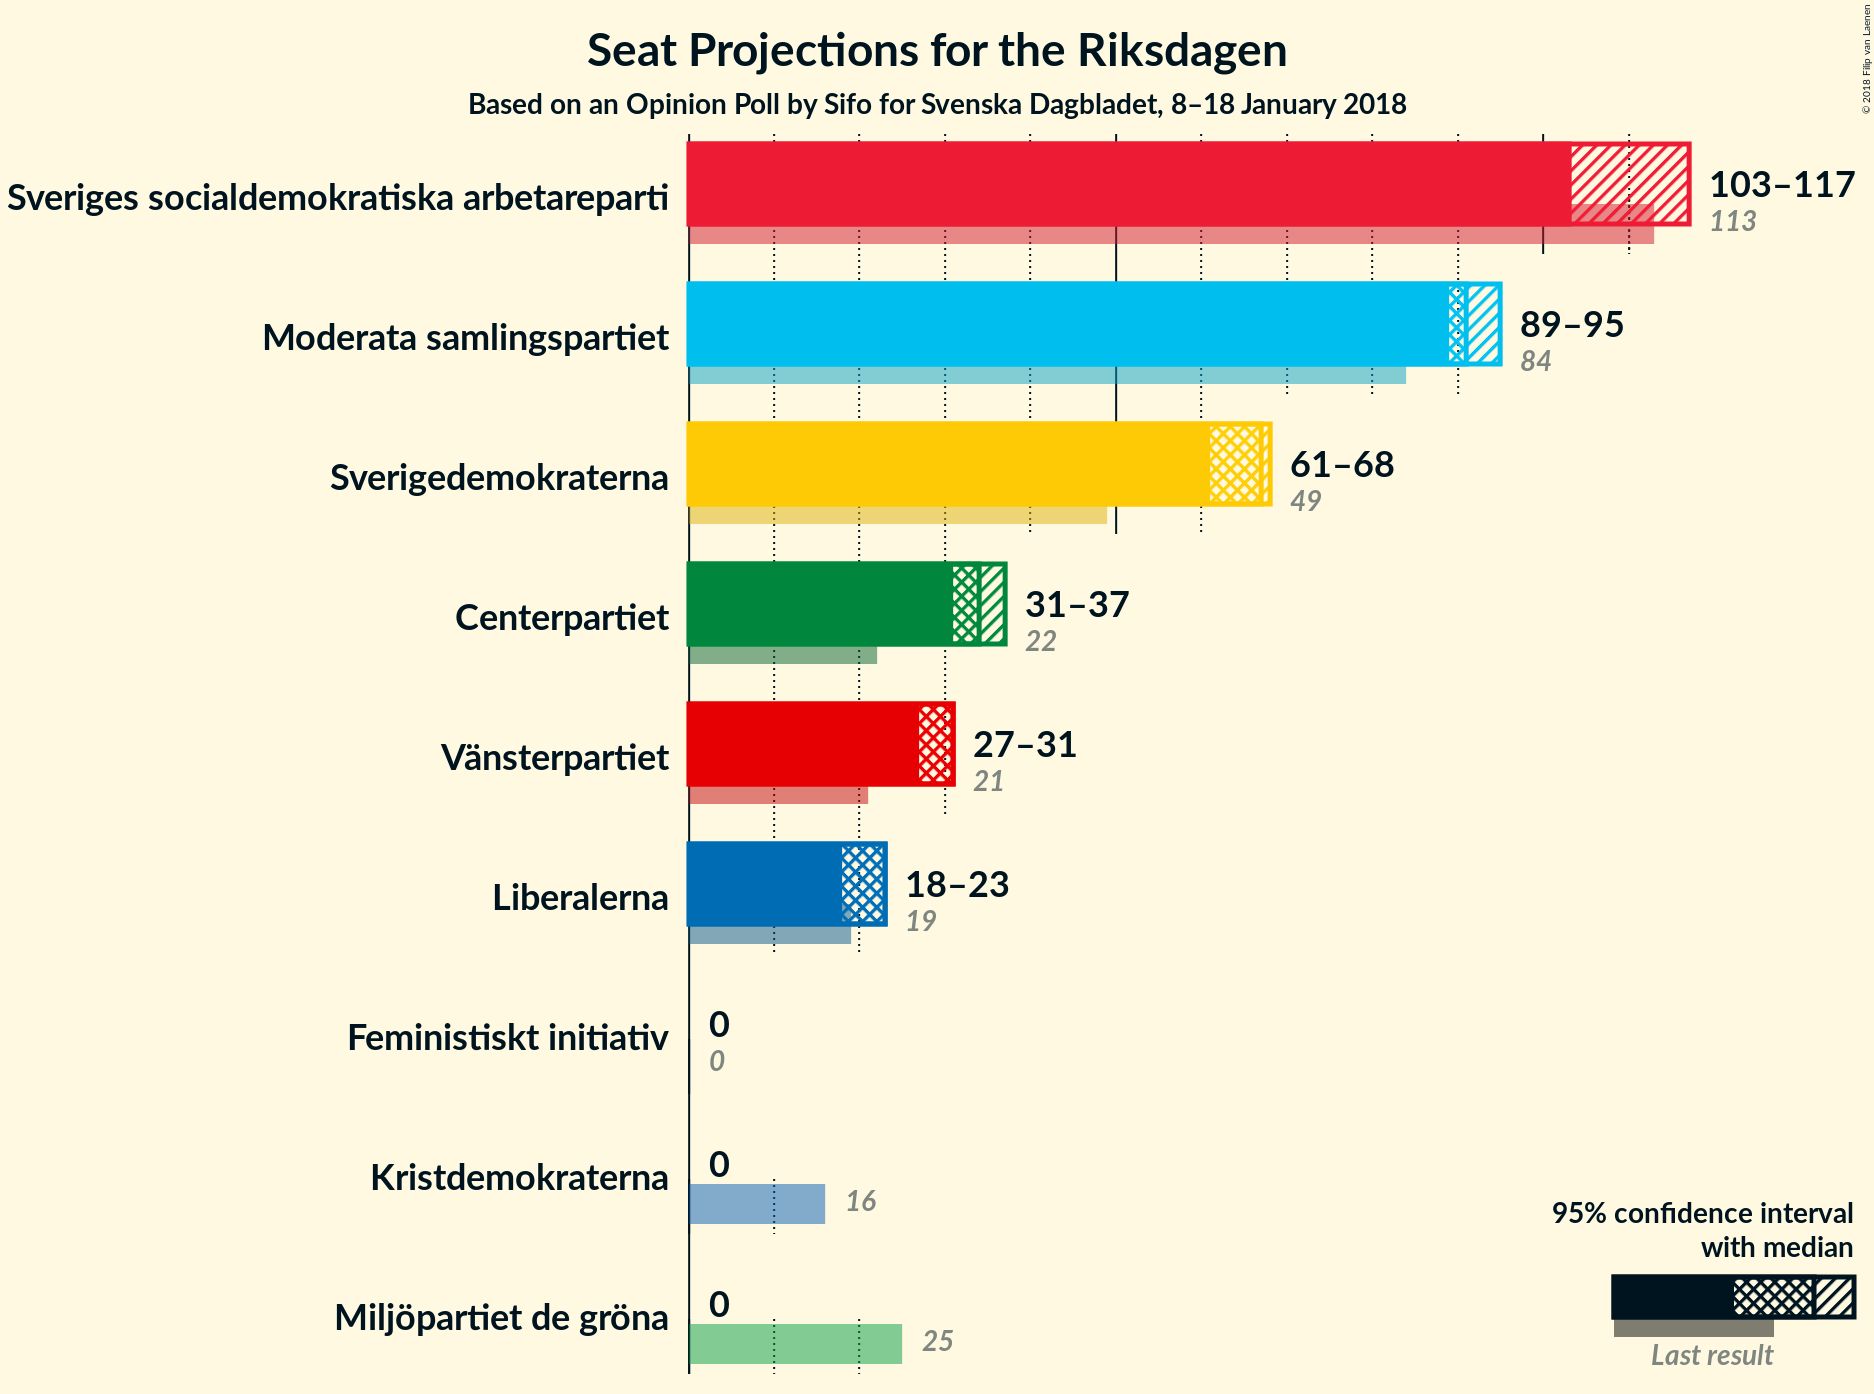 Seat Projections for the Riksdagen
Based on an Opinion Poll by Sifo for Svenska Dagbladet, 8–18 January 2018
© 2018 Filip van Laenen
Sveriges socialdemokratiska arbetareparti
103–117
113
Moderata samlingspartiet
89–95
84
Sverigedemokraterna
61–68
49
Centerpartiet
31–37
22
Vänsterpartiet
27–31
21
Liberalerna
18–23
19
Feministiskt initiativ
0
0
Kristdemokraterna
0
16
Miljöpartiet de gröna
0
25
95% confidence interval
with median
Last result